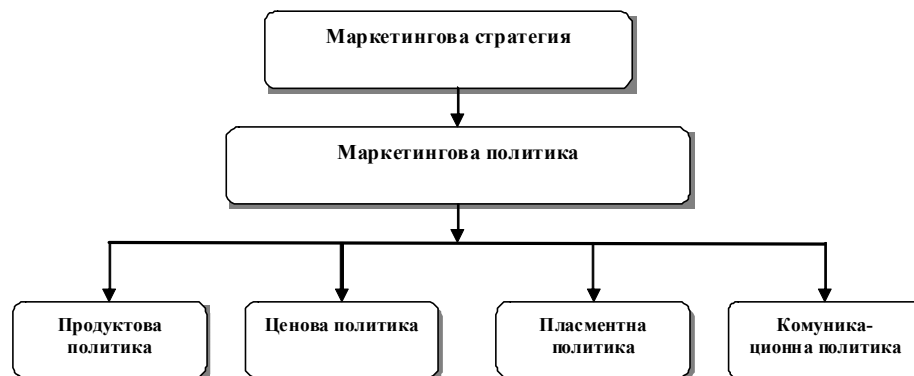 Маркетингова стратегия
Маркетингова политика
Продуктова
политика
Ценова политика
Пласментна
политика
Комуника-
ционна политика